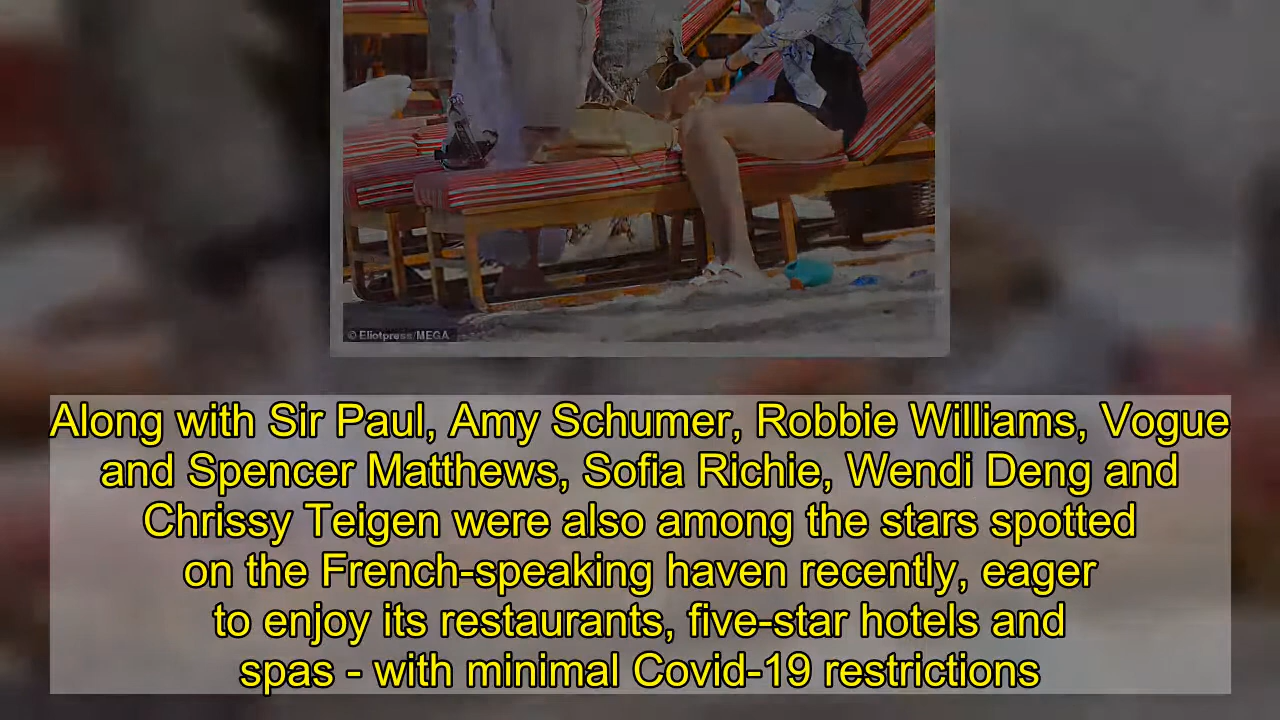 © Eliotpress/MEGA
Along with Sir Paul, Amy Schumer, Robbie Williams, Vogue
and Spencer Matthews, Sofia Richie, Wendi Deng and
Chrissy Teigen were also among the stars spotted
on the French-speaking haven recently, eager
to enjoy its restaurants, five-star hotels and
spas - with minimal Covid-19 restrictions